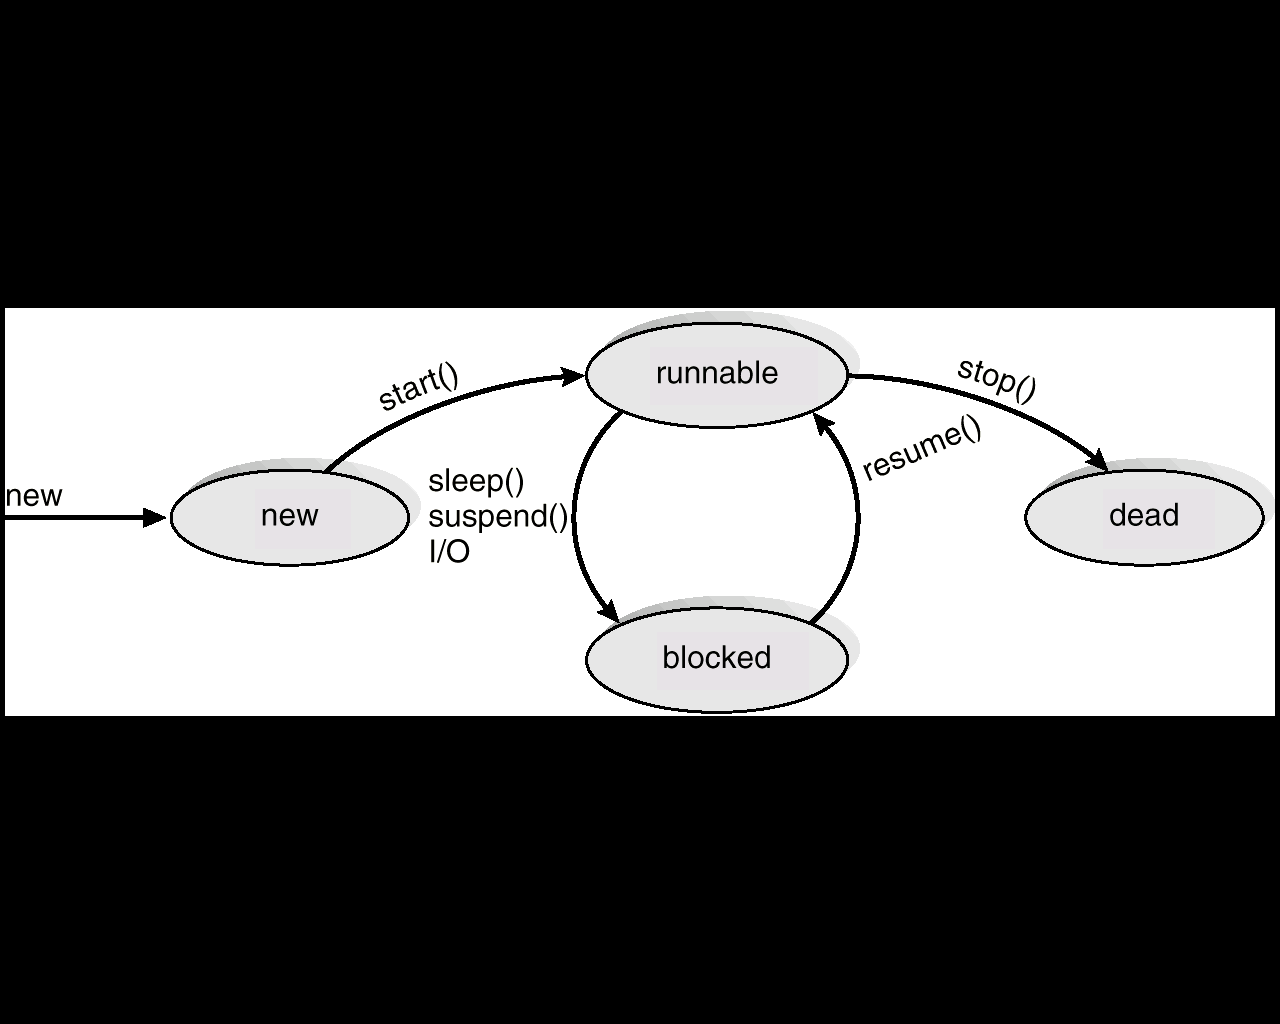 runnable
start()
stop()
resume()
sleep()
suspend()
I/O
new
new
dead
blocked